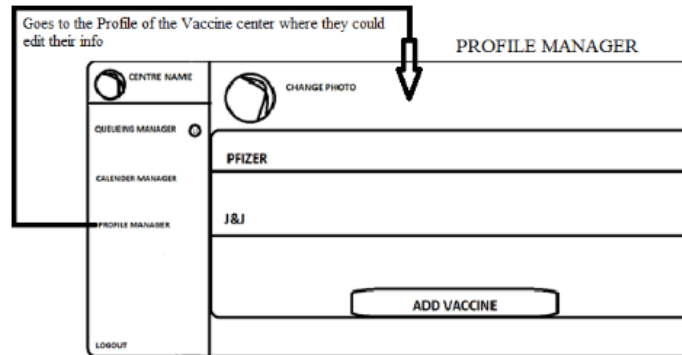 Goes to the Profile of the Vaccine center where they could
edit their info
PROFILE MANAGER
CENTRE NAME
CHANGE PHOTO
QUEUEING MANAGER
PFIZER
CALENDER MANAGER
J&J
PROFILE MANAGER
ADD VACCINE
LOGOUT